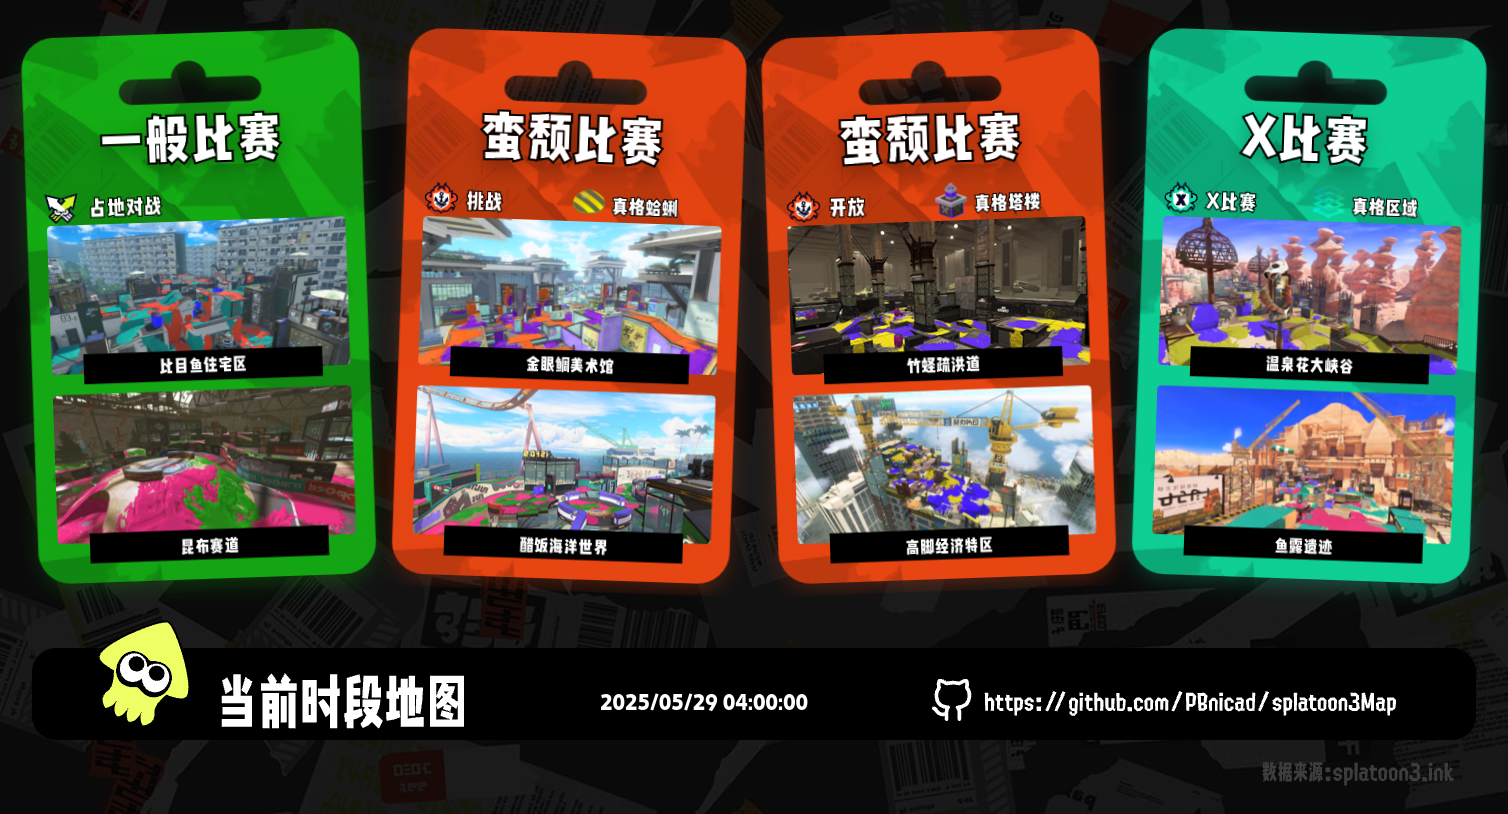 一般比赛
占地对战
比目鱼住宅区
昆布赛道
蛮颓比赛
挑战
真格蛤蜊
金眼鲷美术馆
醋饭海洋世界
蛮颓比赛
开放
真格塔楼
竹蛏疏洪道
高脚经济特区
X比赛
X比赛
真格区域
温泉花大峡谷
鱼露遗迹
当前时段地图
2025/05/29 04:00:00
https://github.com/PBnicad/splatoon3Map
数据来源:splatoon3.ink